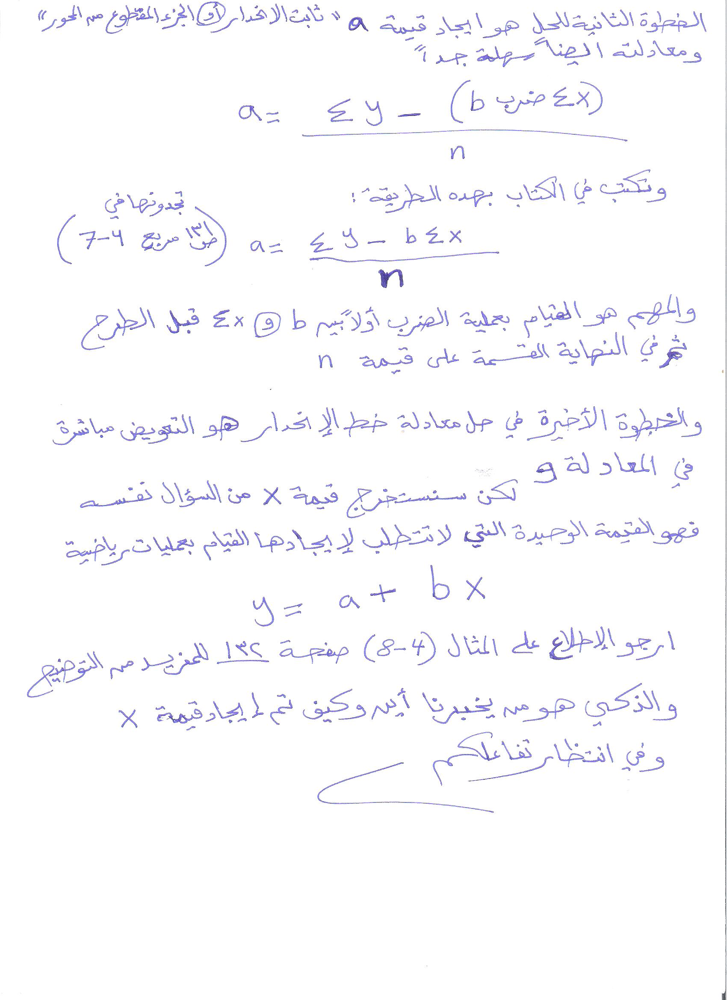 الخطوة الثانية للحل هو ايجاد قيمة a "ثابت الانحدار أو الجزء المقطوع من المحور"
ومعادلته ايضاً سهلة جداً
a = Σy - (Σx ضرب b)
n
وتكتب في الكتاب بهذه الطريقة:
a = Σy - bΣx
n
(تجدونها في ص١٣١ مربع 7-4)
والمهم هو القيام بعملية الضرب أولاً بين b و Σx قبل الطرح
ثم في النهاية القسمة على قيمة n
والخطوة الأخيرة في حل معادلة خط الإنحدار هو التعويض مباشرة
في المعادلة و
لكن سنستخرج قيمة x من السؤال نفسه
فهو القيمة الوحيدة التي لا تتطلب لإيجادها القيام بعمليات رياضية
y = a + bx
ارجو الإطلاع على المثال (4-8) صفحة ١٣٢ للمزيد من التوضيح
والذكي هو من يخبرنا أين وكيف تم إيجاد قيمة x
وفي انتظار تفاعلكم